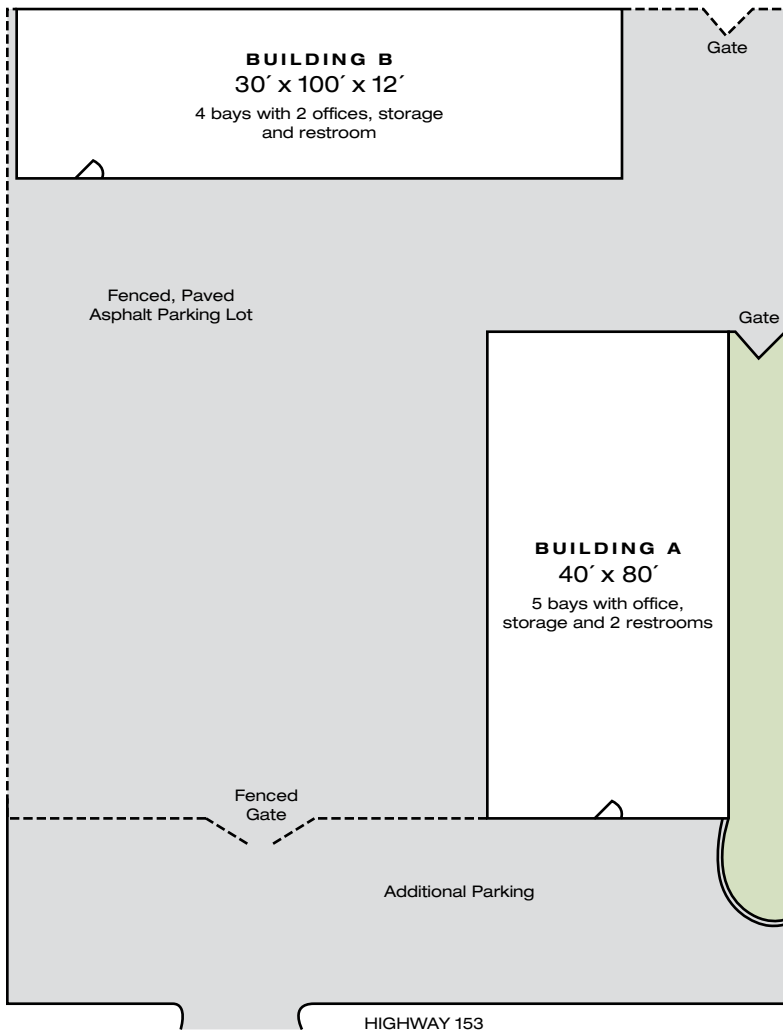 BUILDING B
30´ x 100´ x 12´
4 bays with 2 offices, storage
and restroom
Gate
Fenced, Paved
Asphalt Parking Lot
Gate
BUILDING A
40´ x 80´
5 bays with office,
storage and 2 restrooms
Fenced
Gate
Additional Parking
HIGHWAY 153